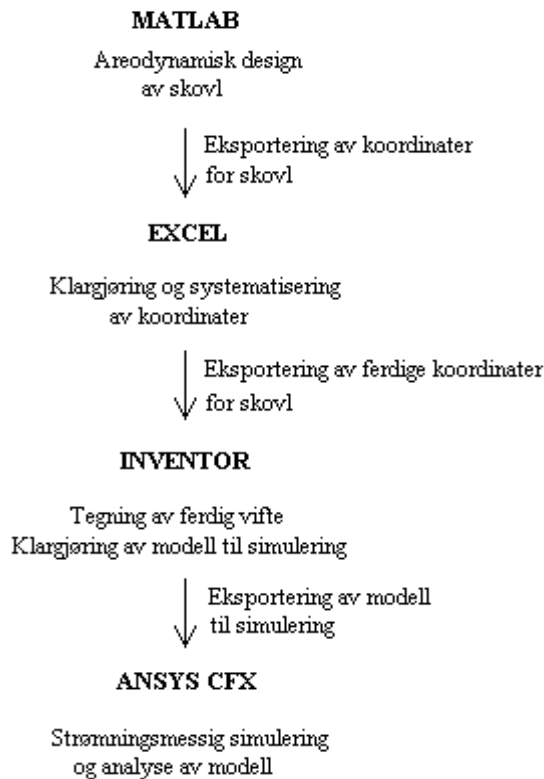 MATLAB
Areodynamisk design
av skovl
Eksportering av koordinater
for skovl
EXCEL
Klargjøring og systematisering
av koordinater
Eksportering av ferdige koordinater
for skovl
INVENTOR
Tegning av ferdig vifte
Klargjøring av modell til simulering
Eksportering av modell
til simulering
ANSYS CFX
Strømningsmessig simulering
og analyse av modell